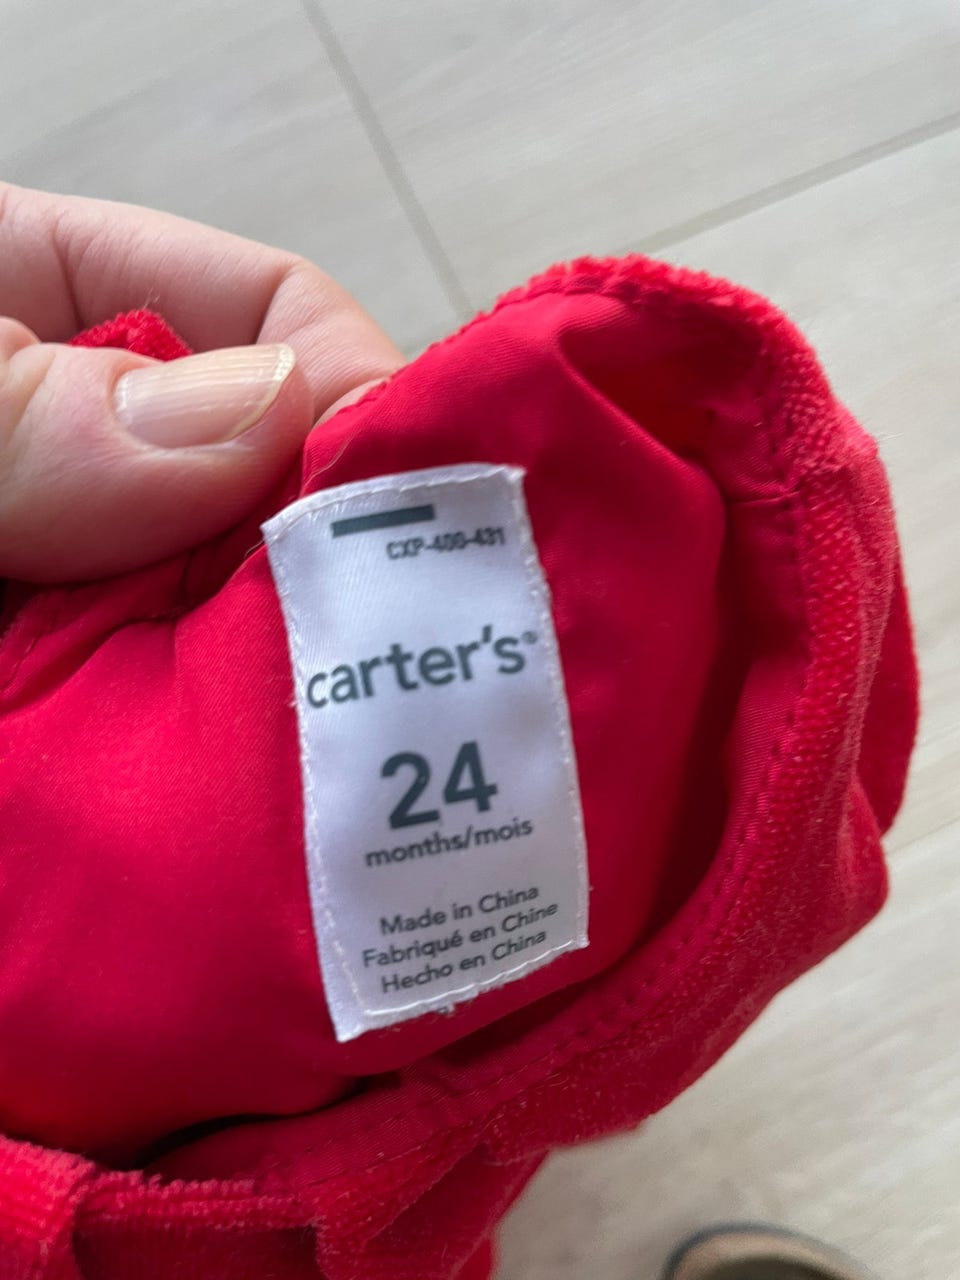 CXP-400-431
carter's®
24
months/mois
Made in China
Fabriqué en Chine
Hecho en China